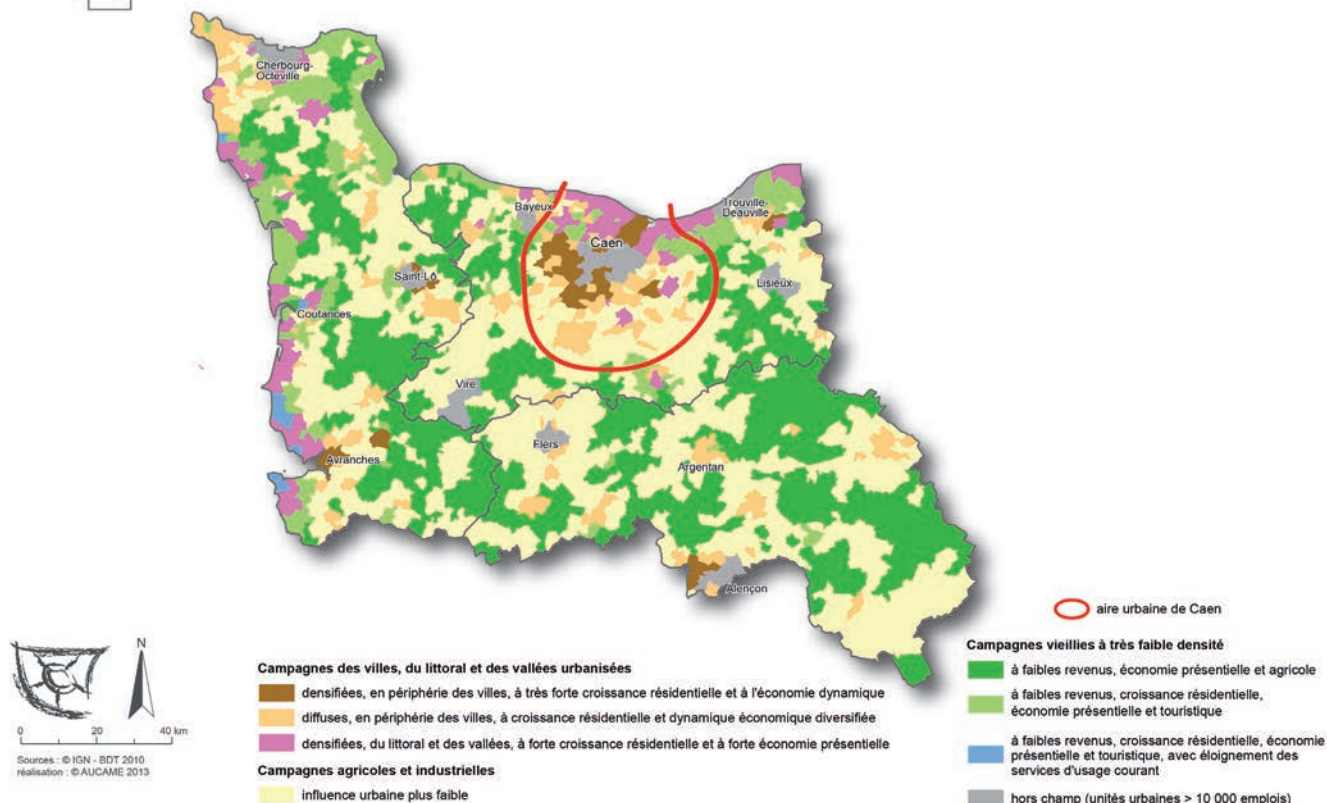 Cherbourg-
Octeville
Bayeux
Trouville-
Deauville
Caen
Saint-Lô
Lisieux
Coutances
Vire
Flers
Avranches
Argentan
Alençon
N
0 20 40 km
Sources : © IGN - BDT 2010
réalisation : © AUCAME 2013
Campagnes des villes, du littoral et des vallées urbanisées
densifiées, en périphérie des villes, à très forte croissance résidentielle et à l'économie dynamique
diffuses, en périphérie des villes, à croissance résidentielle et dynamique économique diversifiée
densifiées, du littoral et des vallées, à forte croissance résidentielle et à forte économie présentielle
Campagnes agricoles et industrielles
influence urbaine plus faible
aire urbaine de Caen
Campagnes vieillies à très faible densité
à faibles revenus, économie présentielle et agricole
à faibles revenus, croissance résidentielle,
économie présentielle et touristique
à faibles revenus, croissance résidentielle, économie
présentielle et touristique, avec éloignement des
services d'usage courant
hors champ (unités urbaines > 10 000 emplois)